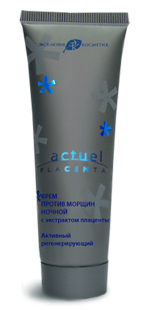 actuel
PLACENTA
КРЕМ
ПРОТИВ МОРЩИН
НОЧНОЙ
с экстрактом плаценты
Активный
регенерирующий